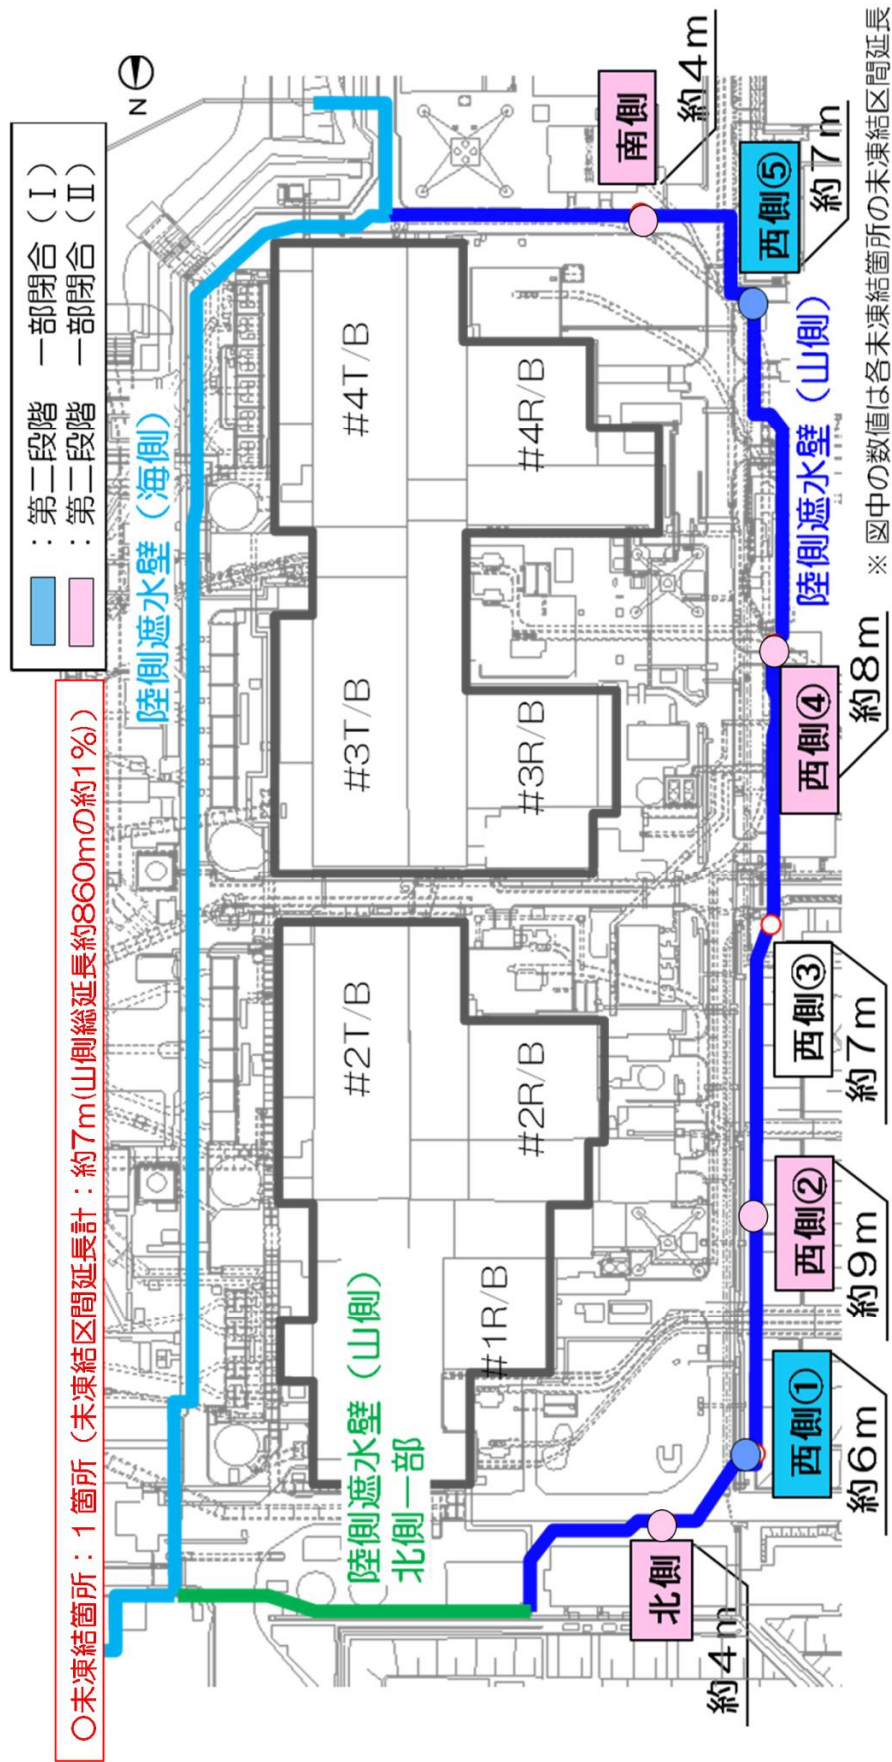 ○未凍結箇所：1箇所（未凍結区間延長計：約7m(山側総延長約860mの約1%)）
：第二段階　一部閉合（Ⅰ）
：第二段階　一部閉合（Ⅱ）
N
陸側遮水壁（海側）
#2T/B
#3T/B
#4T/B
陸側遮水壁（山側）
北側一部
#1R/B
#2R/B
#3R/B
#4R/B
北側
約4m
西側①
約6m
西側②
約9m
西側③
約7m
西側④
約8m
陸側遮水壁（山側）
西側⑤
約7m
南側
約4m
※ 図中の数値は各未凍結箇所の未凍結区間延長